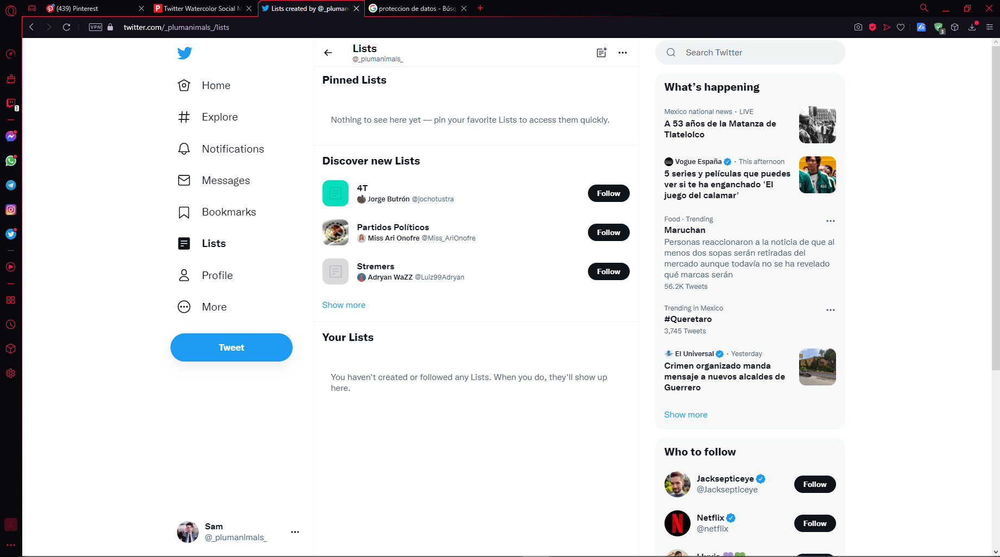 (439) Pinterest
Twitter Watercolor Social M
Lists created by @_pluman
proteccion de datos - Búsq
VPN
twitter.com/_plumanimals_/lists
3
3
Home
Explore
Notifications
Messages
Bookmarks
Lists
Profile
More
Tweet
Sam
@_plumanimals_
Lists
@_plumanimals_
Pinned Lists
Nothing to see here yet — pin your favorite Lists to access them quickly.
Discover new Lists
4T
Jorge Butrón @jochotustra
Follow
Partidos Políticos
Miss Ari Onofre @Miss_AriOnofre
Follow
Stremers
Adryan WaZZ @Luiz99Adryan
Follow
Show more
Your Lists
You haven't created or followed any Lists. When you do, they'll show up
here.
Search Twitter
What's happening
Mexico national news · LIVE
A 53 años de la Matanza de
Tlatelolco
Vogue España · This afternoon
5 series y películas que puedes
ver si te ha enganchado 'El
juego del calamar'
456
Food · Trending
Maruchan
Personas reaccionaron a la noticia de que al
menos dos sopas serán retiradas del
mercado aunque todavía no se ha revelado
qué marcas serán
56.2K Tweets
Trending in Mexico
#Queretaro
3,745 Tweets
El Universal · Yesterday
Crimen organizado manda
mensaje a nuevos alcaldes de
Guerrero
Show more
Who to follow
Jacksepticeye
@Jacksepticeye
Follow
Netflix
@netflix
Follow